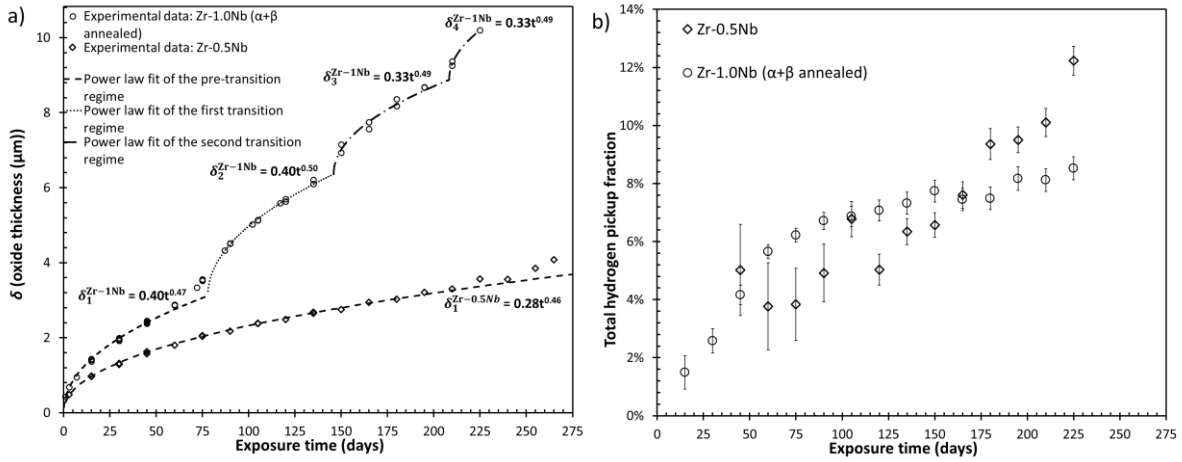 a)
δ (oxide thickness (μm))
10
8
6
4
2
0
Experimental data: Zr-1.0Nb (α+β
annealed)
Experimental data: Zr-0.5Nb
Power law fit of the pre-transition
regime
Power law fit of the first transition
regime
Power law fit of the second transition
regime
δ₄^Zr−1Nb = 0.33t^0.49
δ₃^Zr−1Nb = 0.33t^0.49
δ₂^Zr−1Nb = 0.40t^0.50
δ₁^Zr−1Nb = 0.40t^0.47
δ₁^Zr−0.5Nb = 0.28t^0.46
0 25 50 75 100 125 150 175 200 225 250 275
Exposure time (days)
b)
Total hydrogen pickup fraction
14%
12%
10%
8%
6%
4%
2%
0%
Zr-0.5Nb
Zr-1.0Nb (α+β annealed)
0 25 50 75 100 125 150 175 200 225 250 275
Exposure time (days)